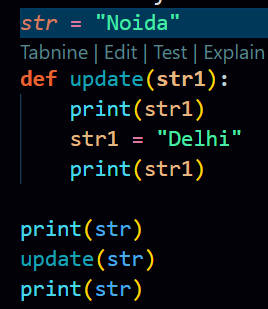 str = "Noida"
Tabnine | Edit | Test | Explain
def update(str1):
    print(str1)
    str1 = "Delhi"
    print(str1)
print(str)
update(str)
print(str)